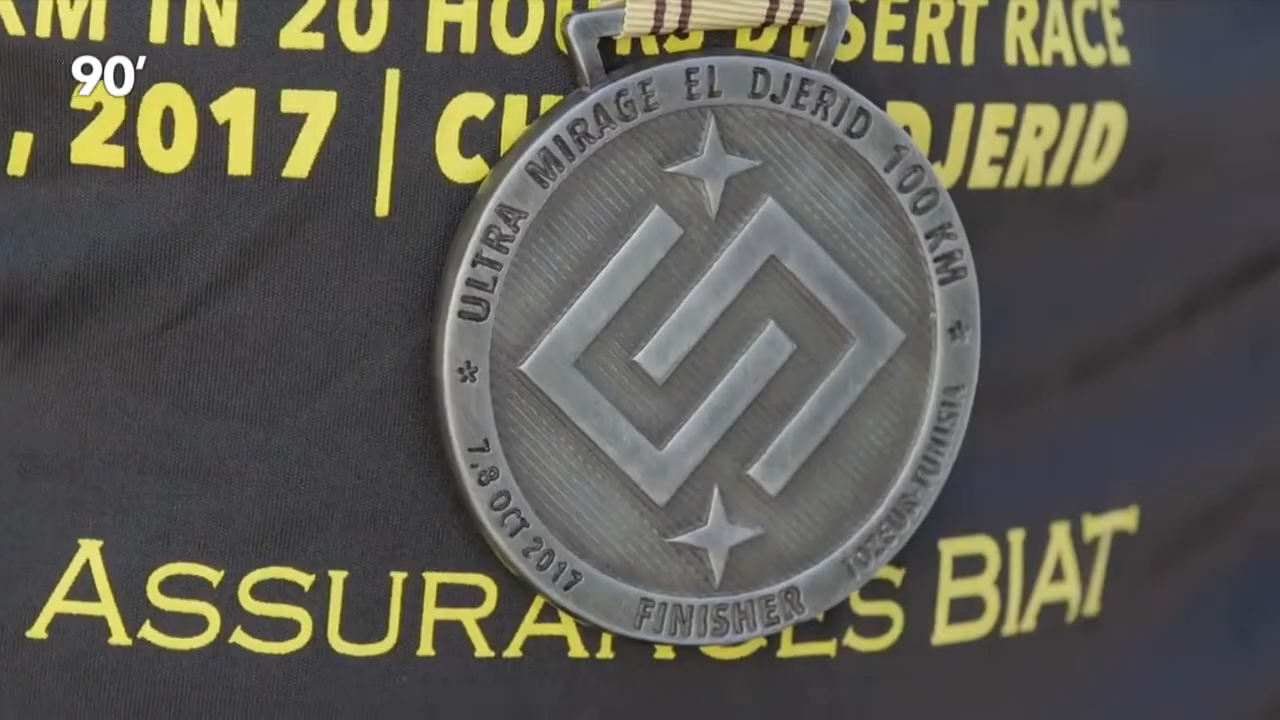 KM IN 20 HOURS DESERT RACE
90'
, 2017 | CH DJERID
ULTRA MIRAGE EL DJERID 100 KM
7.8 OCT 2017
FINISHER
TOZEUR-TUNISIA
ASSURANCES BIAT